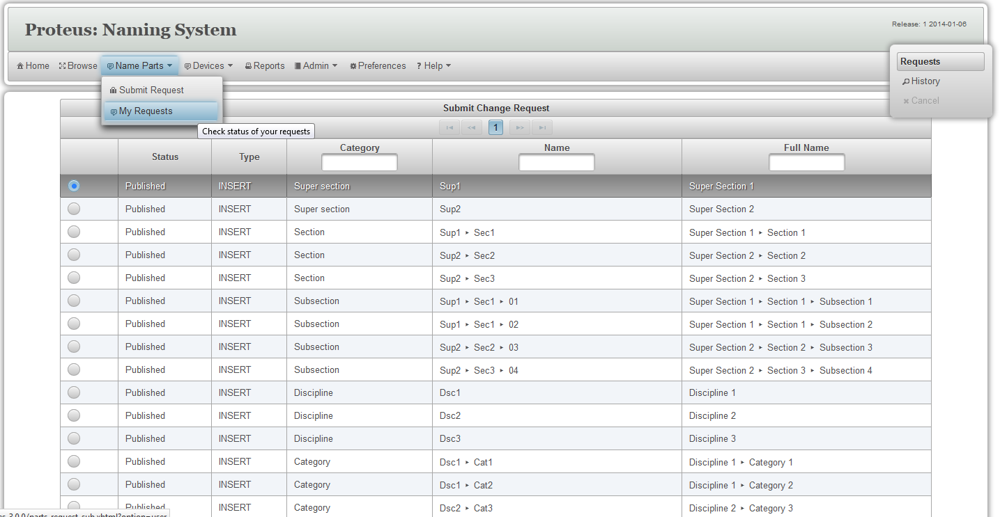 Proteus: Naming System
Release: 1 2014-01-06
Home Browse Name Parts Devices Reports Admin Preferences ? Help
Requests
History
Cancel
Submit Request
My Requests
Check status of your requests
Submit Change Request
1
Status Type Category Name Full Name
Published INSERT Super section Sup1 Super Section 1
Published INSERT Super section Sup2 Super Section 2
Published INSERT Section Sup1 ▸ Sec1 Super Section 1 ▸ Section 1
Published INSERT Section Sup2 ▸ Sec2 Super Section 2 ▸ Section 2
Published INSERT Section Sup2 ▸ Sec3 Super Section 2 ▸ Section 3
Published INSERT Subsection Sup1 ▸ Sec1 ▸ 01 Super Section 1 ▸ Section 1 ▸ Subsection 1
Published INSERT Subsection Sup1 ▸ Sec1 ▸ 02 Super Section 1 ▸ Section 1 ▸ Subsection 2
Published INSERT Subsection Sup2 ▸ Sec2 ▸ 03 Super Section 2 ▸ Section 2 ▸ Subsection 3
Published INSERT Subsection Sup2 ▸ Sec3 ▸ 04 Super Section 2 ▸ Section 3 ▸ Subsection 4
Published INSERT Discipline Dsc1 Discipline 1
Published INSERT Discipline Dsc2 Discipline 2
Published INSERT Discipline Dsc3 Discipline 3
Published INSERT Category Dsc1 ▸ Cat1 Discipline 1 ▸ Category 1
Published INSERT Category Dsc1 ▸ Cat2 Discipline 1 ▸ Category 2
Published INSERT Category Dsc2 ▸ Cat3 Discipline 2 ▸ Category 3
es-3.0.0/parts-request-sub.xhtml?option=user